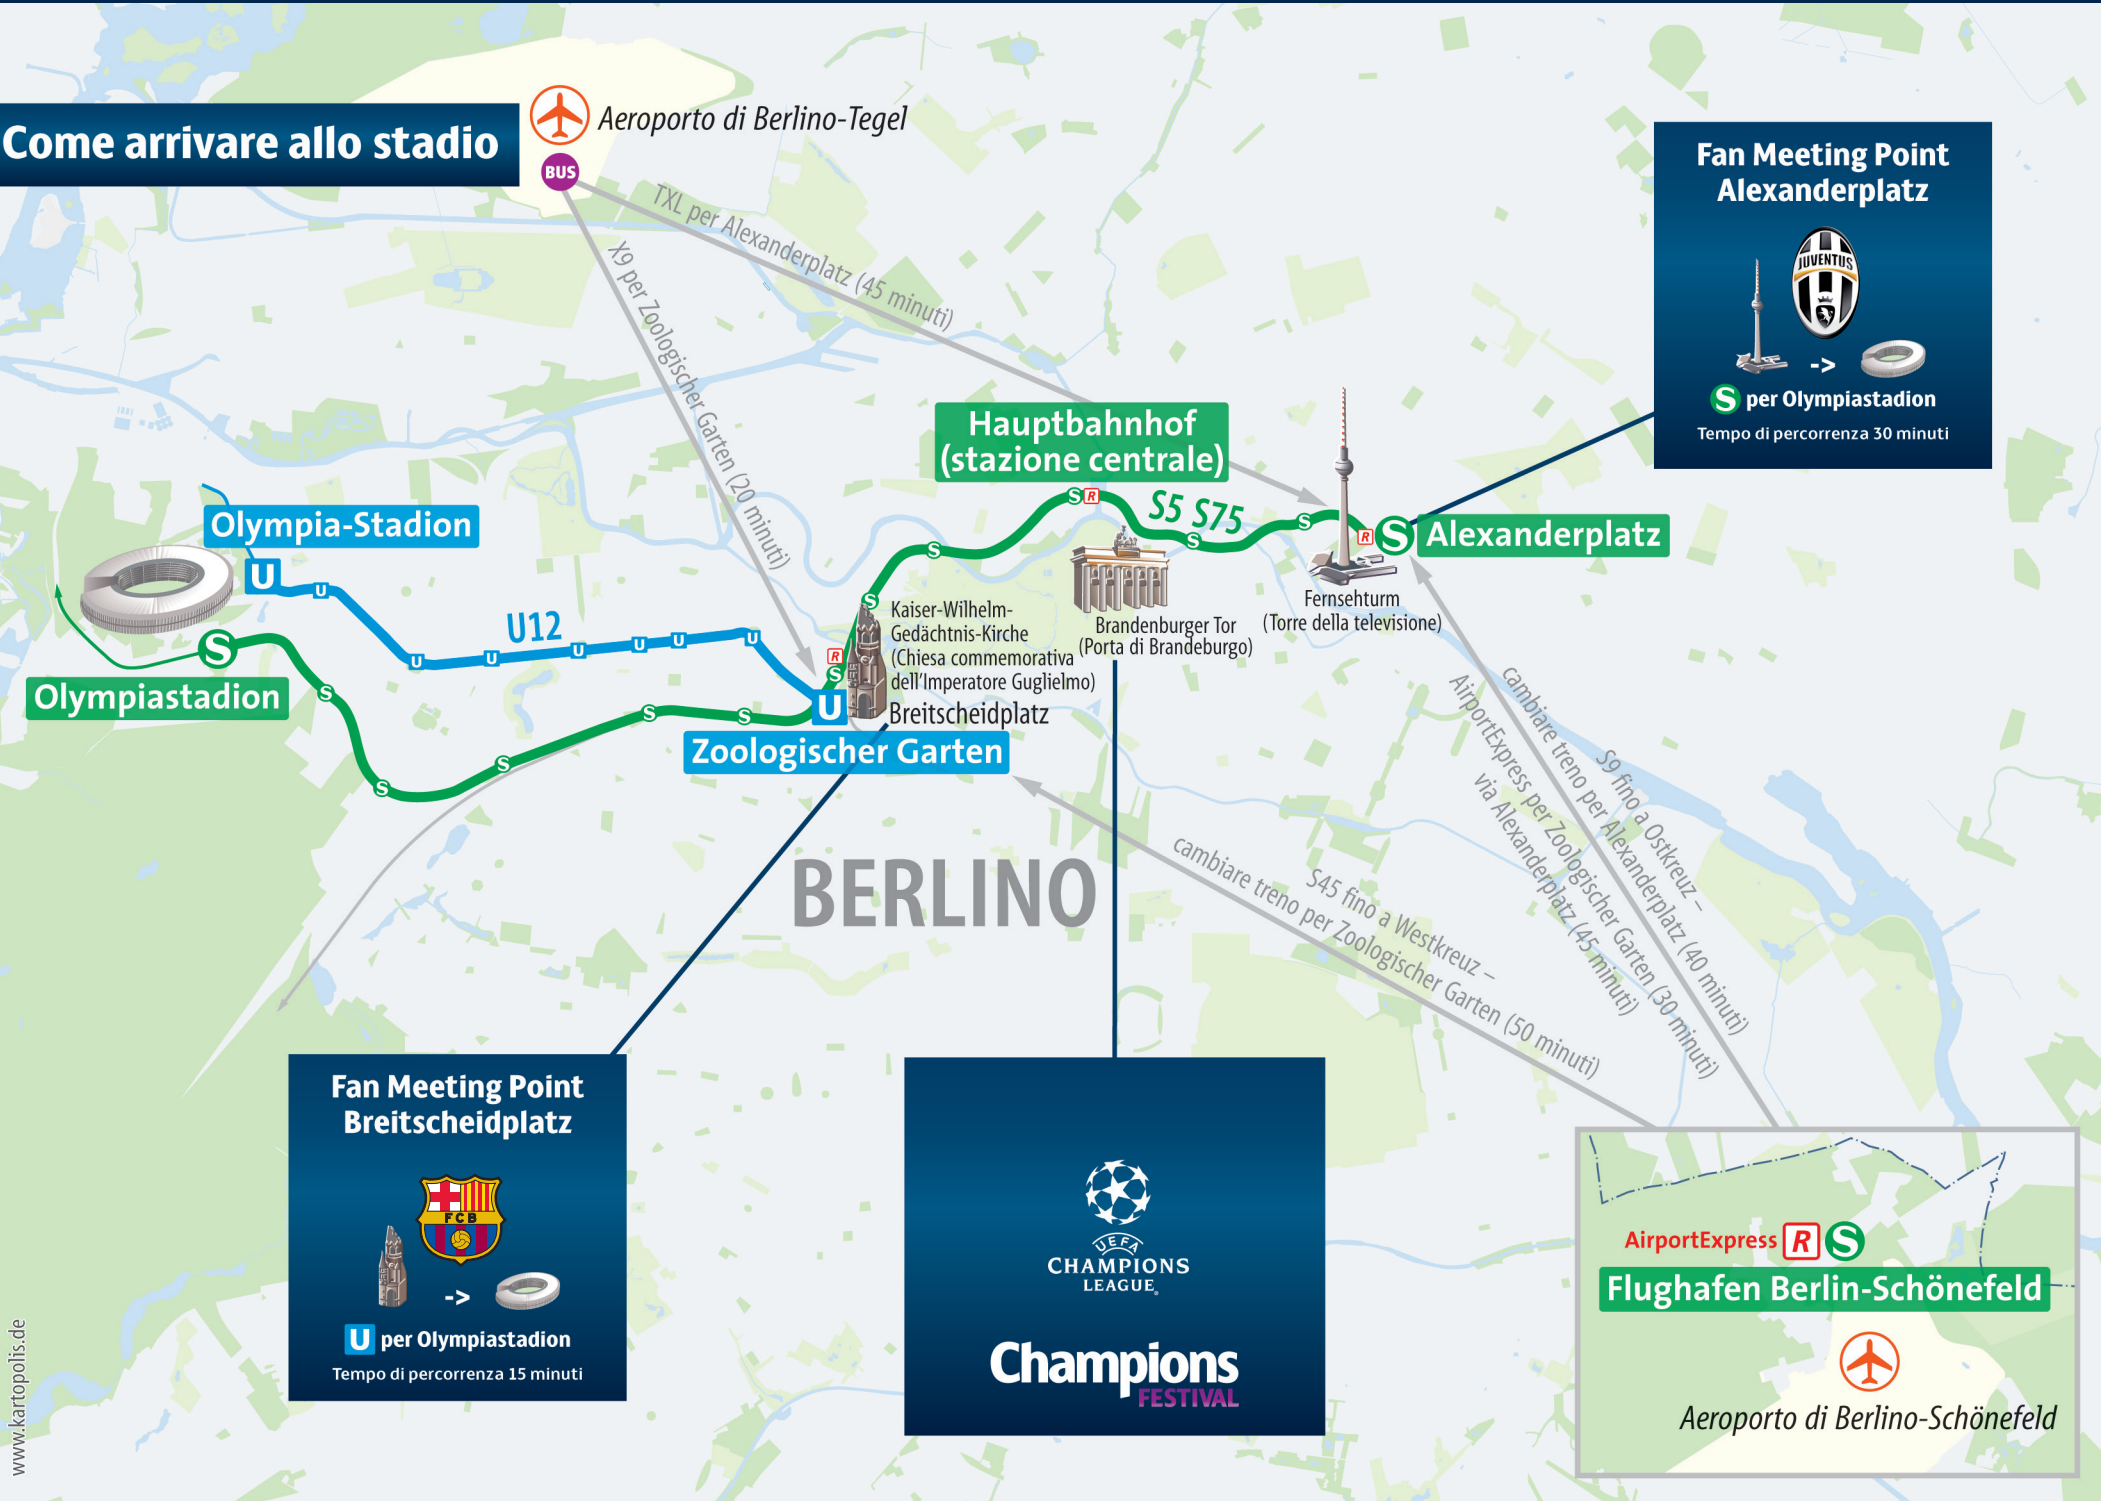 Come arrivare allo stadio
Aeroporto di Berlino-Tegel
BUS
TXL per Alexanderplatz (45 minuti)
X9 per Zoologischer Garten (20 minuti)
Fan Meeting Point
Alexanderplatz
JUVENTUS
->
S per Olympiastadion
Tempo di percorrenza 30 minuti
Hauptbahnhof
(stazione centrale)
S R
S5 S75
S
S
S
R S Alexanderplatz
Olympia-Stadion
U
U
U12
U
U
U
U
U
U
S
Olympiastadion
S
S
S
S
S
S
R
S
U
Kaiser-Wilhelm-
Gedächtnis-Kirche
(Chiesa commemorativa
dell'Imperatore Guglielmo)
Breitscheidplatz
Zoologischer Garten
Brandenburger Tor
(Porta di Brandeburgo)
Fernsehturm
(Torre della televisione)
S9 fino a Ostkreuz –
cambiare treno per Alexanderplatz (40 minuti)
AirportExpress per Zoologischer Garten (30 minuti)
via Alexanderplatz (45 minuti)
S45 fino a Westkreuz –
cambiare treno per Zoologischer Garten (50 minuti)
BERLINO
Fan Meeting Point
Breitscheidplatz
FCB
->
U per Olympiastadion
Tempo di percorrenza 15 minuti
UEFA
CHAMPIONS
LEAGUE
Champions
FESTIVAL
AirportExpress R S
Flughafen Berlin-Schönefeld
Aeroporto di Berlino-Schönefeld
www.kartopolis.de